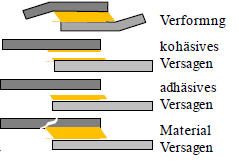 Verformng
kohäsives
Versagen
adhäsives
Versagen
Material
Versagen